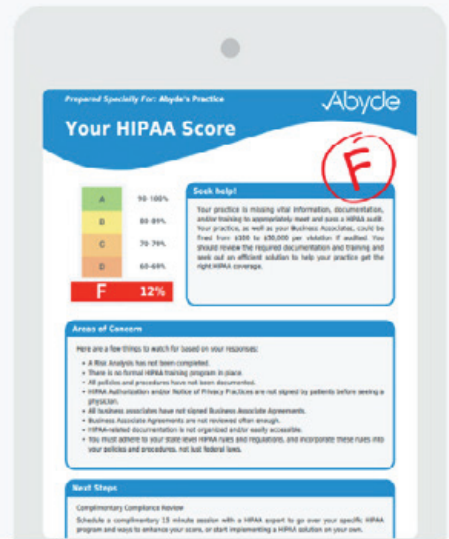 Prepared Specially For: Abyde's Practice
Abyde
Your HIPAA Score
F
A 90-100%
B 80-89%
C 70-79%
D 60-69%
F 12%
Seek help!
Your practice is missing vital information, documentation,
and/or training to appropriately meet and pass a HIPAA audit.
Your practice, as well as your Business Associates, could be
fined from $100 to $50,000 per violation if audited. You
should review the required documentation and training and
seek out an efficient solution to help your practice get the
right HIPAA coverage.
Areas of Concern
Here are a few things to watch for based on your responses:
• A Risk Analysis has not been completed.
• There is no formal HIPAA training program in place.
• All policies and procedures have not been documented.
• HIPAA Authorization and/or Notice of Privacy Practices are not signed by patients before seeing a
physician.
• All business associates have not signed Business Associate Agreements.
• Business Associate Agreements are not reviewed often enough.
• HIPAA-related documentation is not organized and/or easily accessible.
• You must adhere to your state level HIPAA rules and regulations, and incorporate these rules into
your policies and procedures, not just federal laws.
Next Steps
Complimentary Compliance Review
Schedule a complimentary 15 minute session with a HIPAA expert to go over your specific HIPAA
program and ways to enhance your score, or start implementing a HIPAA solution on your own.